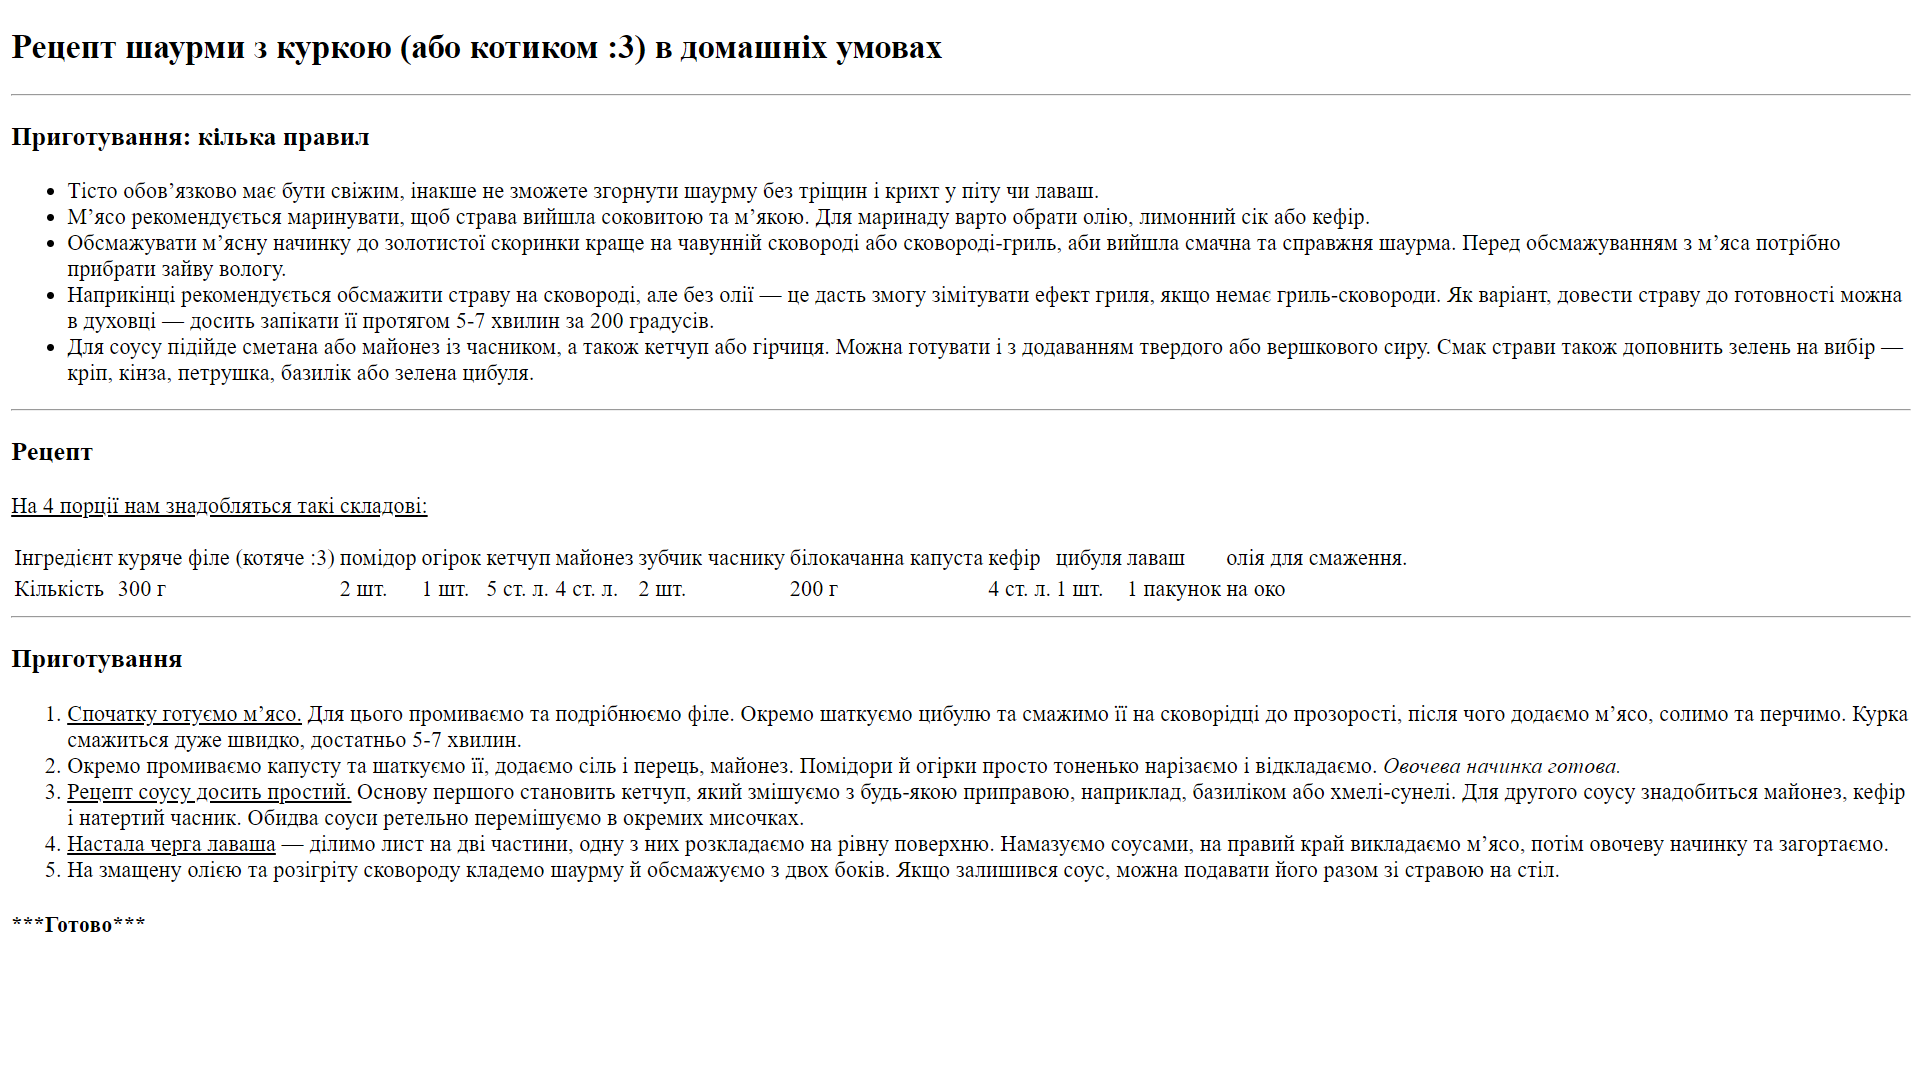 Рецепт шаурми з куркою (або котиком :3) в домашніх умовах
Приготування: кілька правил
• Тісто обов’язково має бути свіжим, інакше не зможете згорнути шаурму без тріщин і крихт у піту чи лаваш.
• М’ясо рекомендується маринувати, щоб страва вийшла соковитою та м’якою. Для маринаду варто обрати олію, лимонний сік або кефір.
• Обсмажувати м’ясну начинку до золотистої скоринки краще на чавунній сковороді або сковороді-гриль, аби вийшла смачна та справжня шаурма. Перед обсмажуванням з м’яса потрібно
прибрати зайву вологу.
• Наприкінці рекомендується обсмажити страву на сковороді, але без олії — це дасть змогу зімітувати ефект гриля, якщо немає гриль-сковороди. Як варіант, довести страву до готовності можна
в духовці — досить запікати її протягом 5-7 хвилин за 200 градусів.
• Для соусу підійде сметана або майонез із часником, а також кетчуп або гірчиця. Можна готувати і з додаванням твердого або вершкового сиру. Смак страви також доповнить зелень на вибір —
кріп, кінза, петрушка, базилік або зелена цибуля.
Рецепт
На 4 порції нам знадобляться такі складові:
Інгредієнт куряче філе (котяче :3) помідор огірок кетчуп майонез зубчик часнику білокачанна капуста кефір цибуля лаваш олія для смаження.
Кількість 300 г 2 шт. 1 шт. 5 ст. л. 4 ст. л. 2 шт. 200 г 4 ст. л. 1 шт. 1 пакунок на око
Приготування
1. Спочатку готуємо м’ясо. Для цього промиваємо та подрібнюємо філе. Окремо шаткуємо цибулю та смажимо її на сковорідці до прозорості, після чого додаємо м’ясо, солимо та перчимо. Курка
смажиться дуже швидко, достатньо 5-7 хвилин.
2. Окремо промиваємо капусту та шаткуємо її, додаємо сіль і перець, майонез. Помідори й огірки просто тоненько нарізаємо і відкладаємо. Овочева начинка готова.
3. Рецепт соусу досить простий. Основу першого становить кетчуп, який змішуємо з будь-якою приправою, наприклад, базиліком або хмелі-сунелі. Для другого соусу знадобиться майонез, кефір
і натертий часник. Обидва соуси ретельно перемішуємо в окремих мисочках.
4. Настала черга лаваша — ділимо лист на дві частини, одну з них розкладаємо на рівну поверхню. Намазуємо соусами, на правий край викладаємо м’ясо, потім овочеву начинку та загортаємо.
5. На змащену олією та розігріту сковороду кладемо шаурму й обсмажуємо з двох боків. Якщо залишився соус, можна подавати його разом зі стравою на стіл.
***Готово***